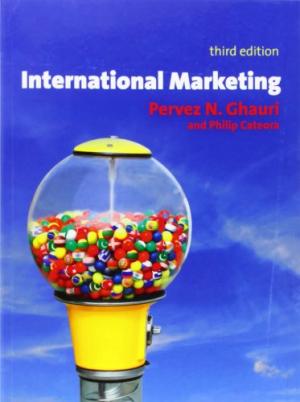 third edition
International Marketing
Pervez N. Ghauri
and Philip Cateora